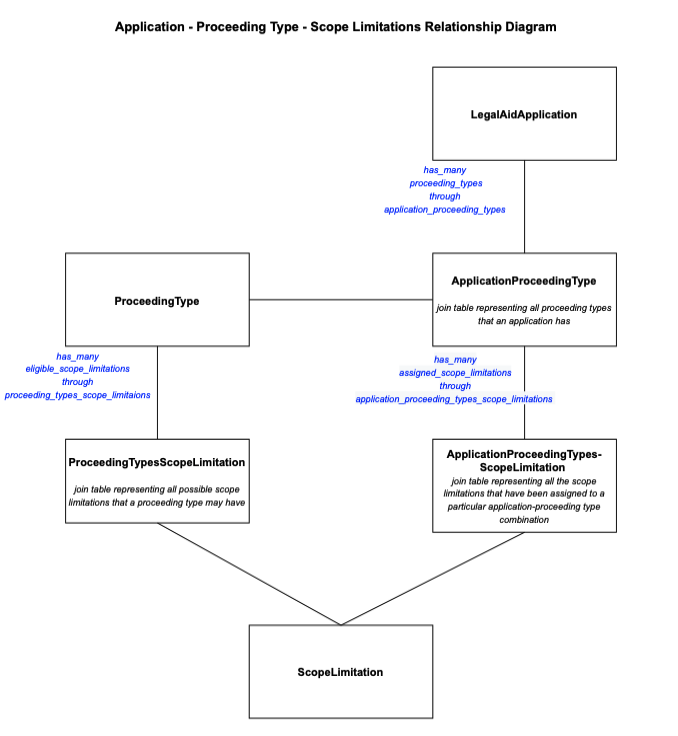 Application - Proceeding Type - Scope Limitations Relationship Diagram
LegalAidApplication
has_many
proceeding_types
through
application_proceeding_types
ProceedingType
ApplicationProceedingType
join table representing all proceeding types
that an application has
has_many
eligible_scope_limitations
through
proceeding_types_scope_limitaions
has_many
assigned_scope_limitations
through
application_proceeding_types_scope_limitations
ProceedingTypesScopeLimitation
join table representing all possible scope
limitations that a proceeding type may have
ApplicationProceedingTypes-
ScopeLimitation
join table representing all the scope
limitations that have been assigned to a
particular application-proceeding type
combination
ScopeLimitation